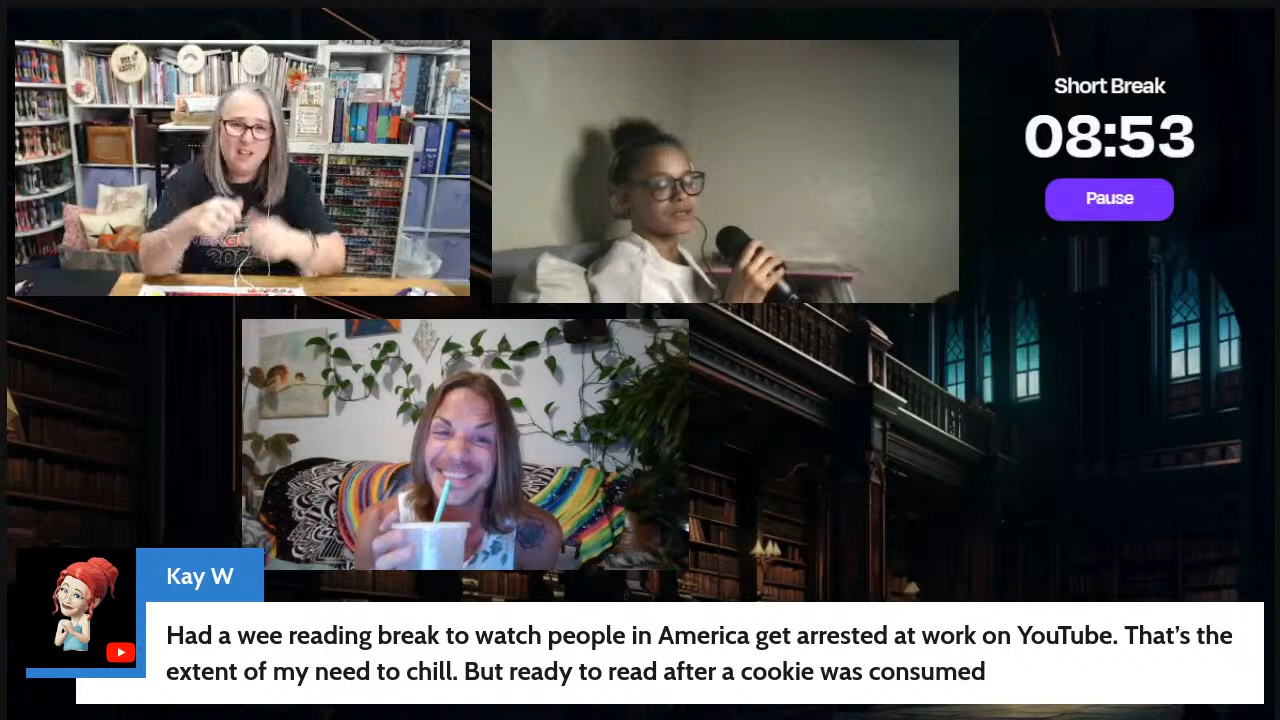 Short Break
08:53
Pause
Kay W
Had a wee reading break to watch people in America get arrested at work on YouTube. That's the
extent of my need to chill. But ready to read after a cookie was consumed